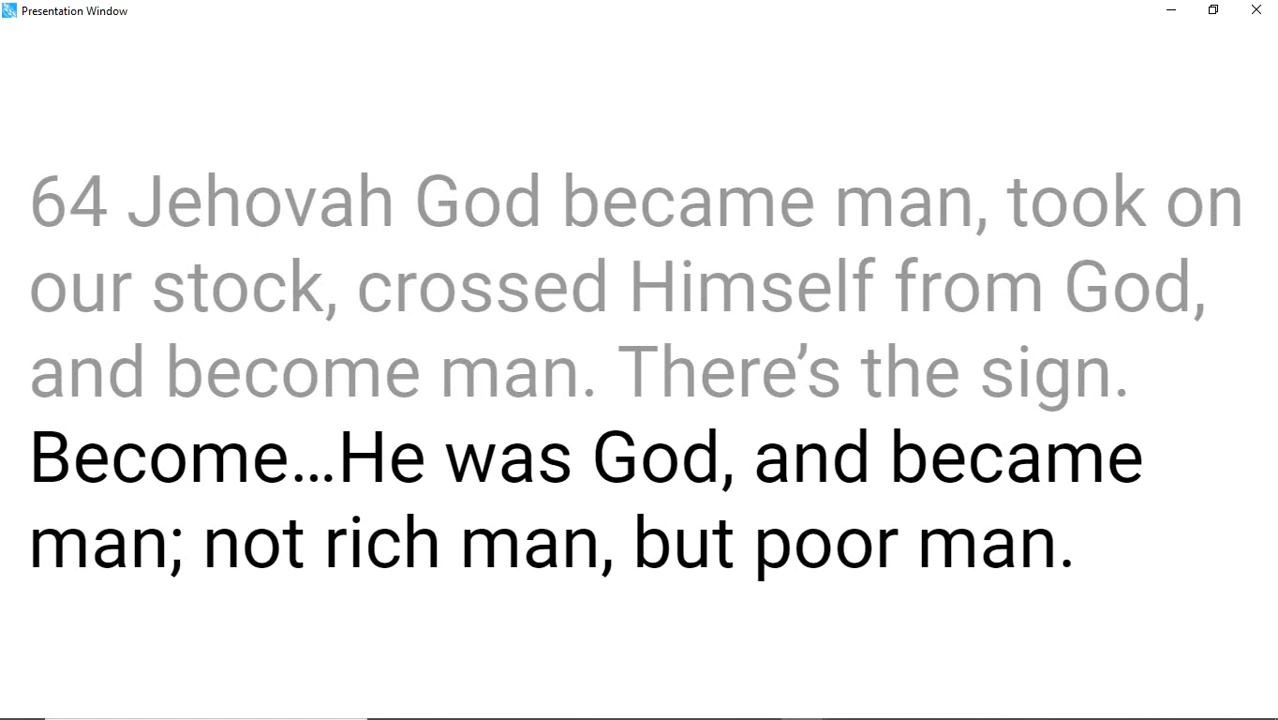 Presentation Window
64 Jehovah God became man, took on
our stock, crossed Himself from God,
and become man. There’s the sign.
Become…He was God, and became
man; not rich man, but poor man.